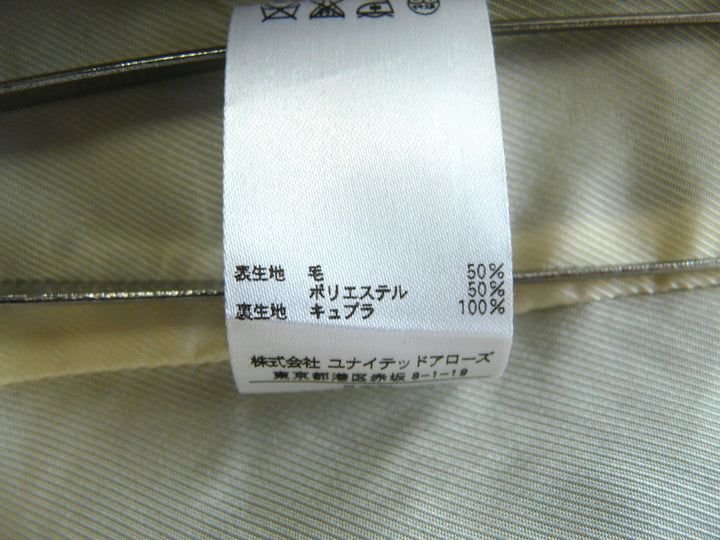 表生地 毛 50%
ポリエステル 50%
裏生地 キュプラ 100%
株式会社 ユナイテッドアローズ
東京都港区赤坂 8-1-19